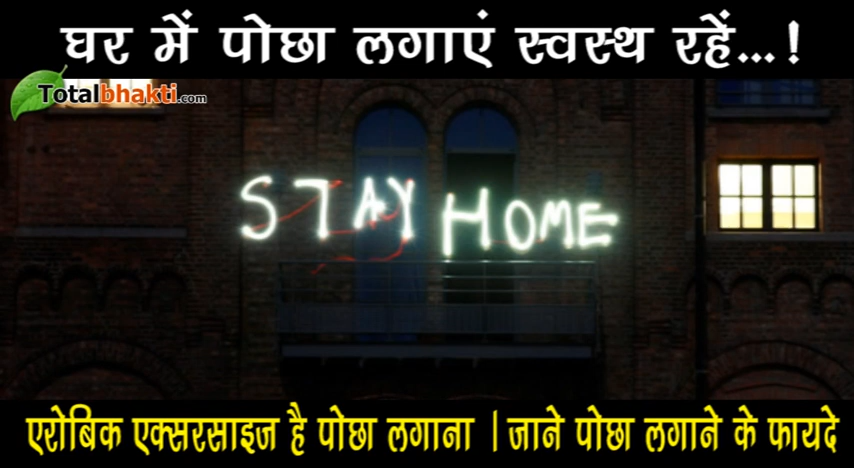 घर में पोछा लगाएं स्वस्थ रहें...!
Totalbhakti.com
STAY HOME
एरोबिक एक्सरसाइज है पोछा लगाना । जाने पोछा लगाने के फायदे